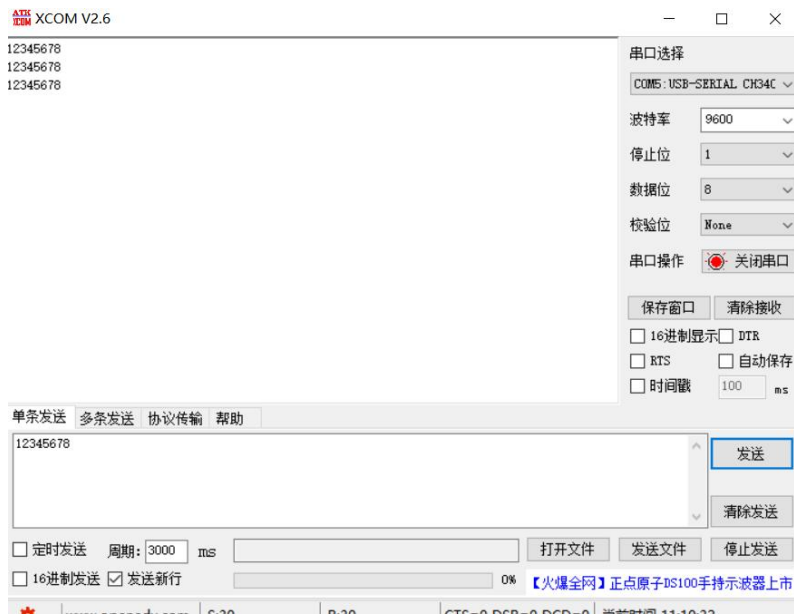 ATK XCOM XCOM V2.6
12345678
12345678
12345678
串口选择
COM5:USB-SERIAL CH34C
波特率 9600
停止位 1
数据位 8
校验位 None
串口操作 关闭串口
保存窗口 清除接收
16进制显示 DTR
RTS 自动保存
时间戳 100 ms
单条发送 多条发送 协议传输 帮助
12345678
发送
清除发送
定时发送 周期: 3000 ms 打开文件 发送文件 停止发送
16进制发送 发送新行 0% 【火爆全网】正点原子DS100手持示波器上市